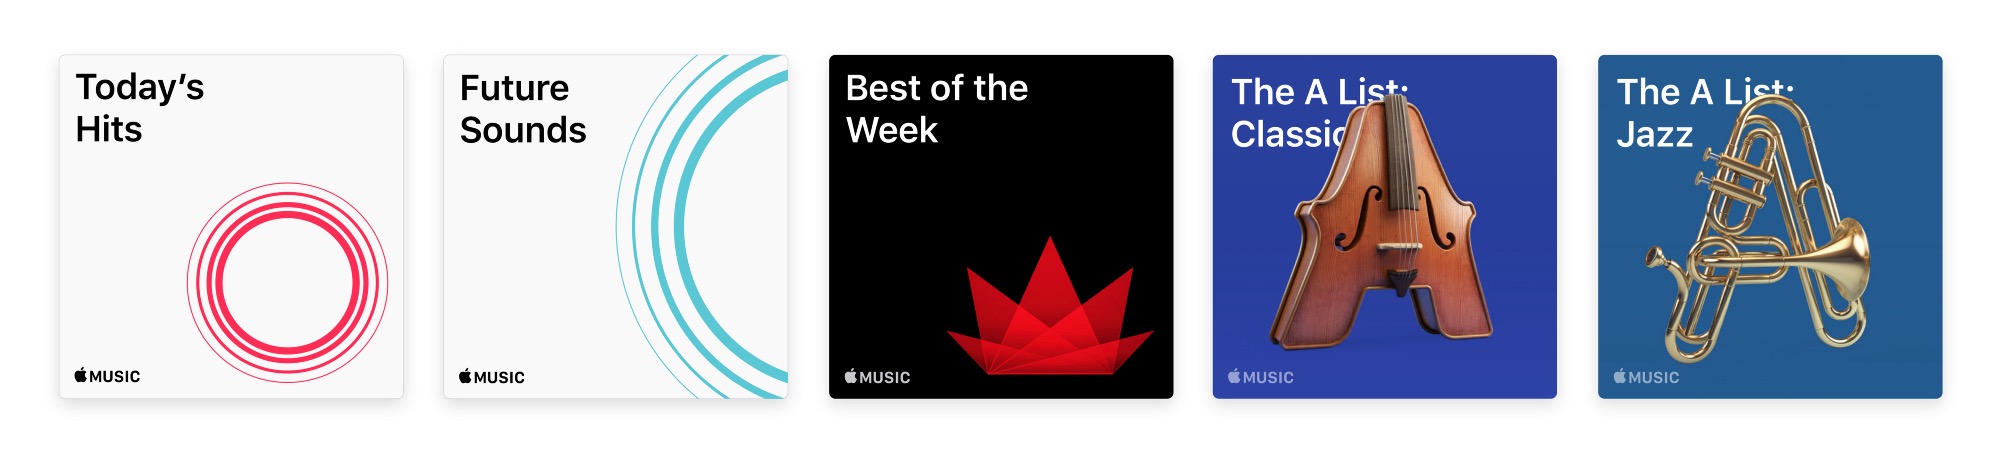 Today's
Hits
MUSIC
Future
Sounds
MUSIC
Best of the
Week
MUSIC
The A List:
Classic
MUSIC
The A List:
Jazz
MUSIC